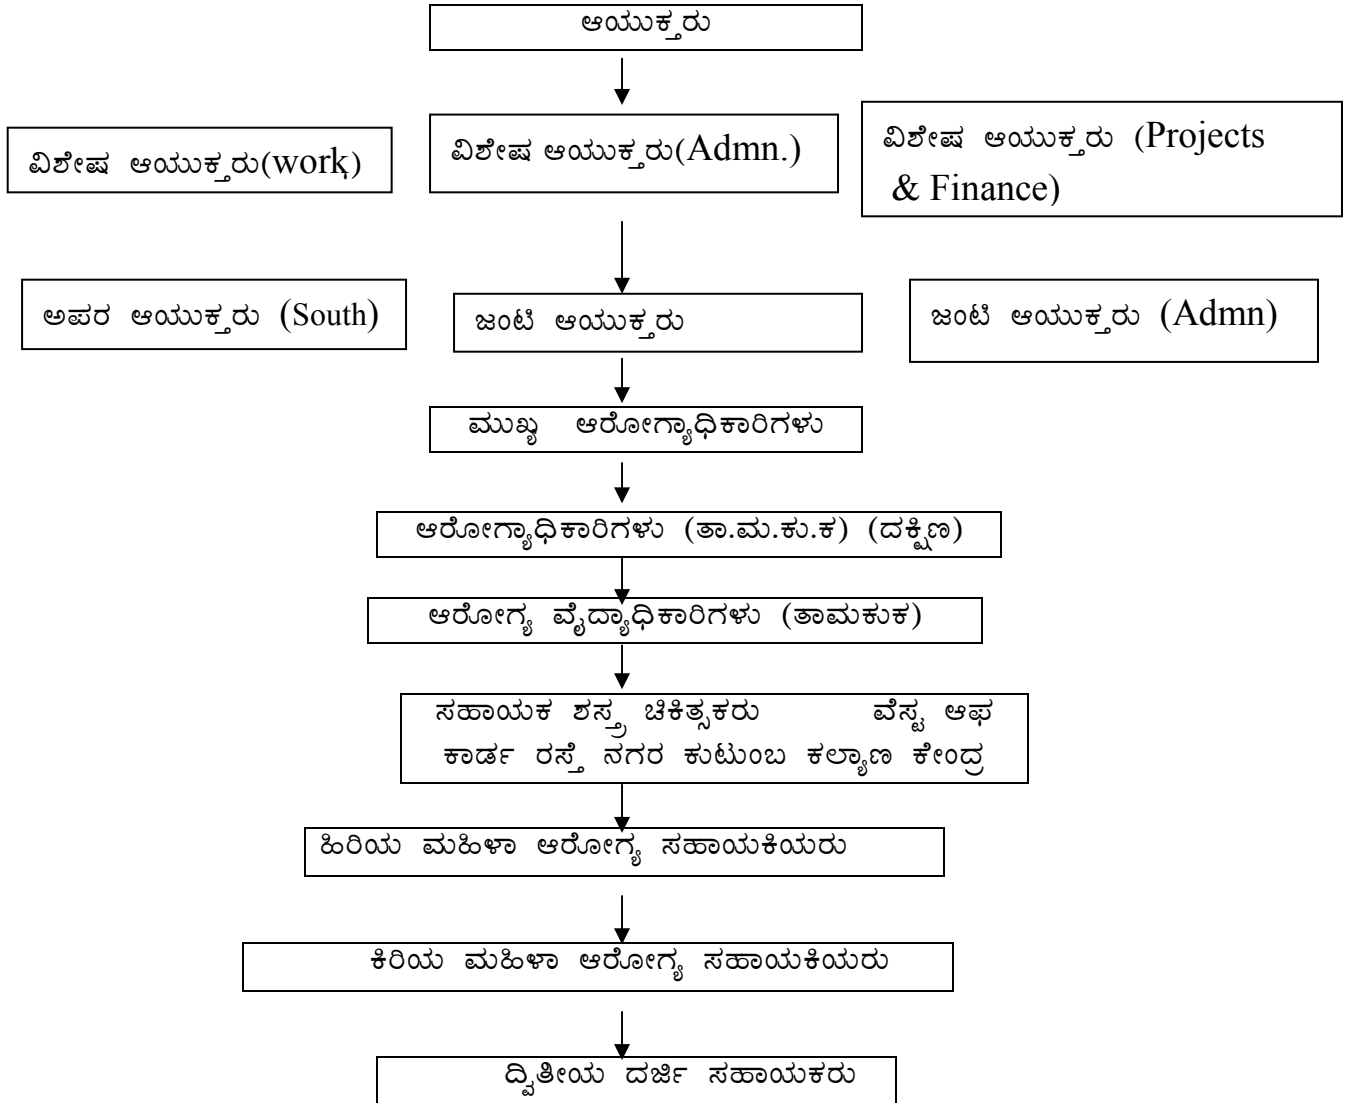 ಆಯುಕ್ತರು
ವಿಶೇಷ ಆಯುಕ್ತರು(work)
ವಿಶೇಷ ಆಯುಕ್ತರು(Admn.)
ವಿಶೇಷ ಆಯುಕ್ತರು (Projects
& Finance)
ಅಪರ ಆಯುಕ್ತರು (South)
ಜಂಟಿ ಆಯುಕ್ತರು
ಜಂಟಿ ಆಯುಕ್ತರು (Admn)
ಮುಖ್ಯ ಆರೋಗ್ಯಾಧಿಕಾರಿಗಳು
ಆರೋಗ್ಯಾಧಿಕಾರಿಗಳು (ತಾ.ಮ.ಕು.ಕ) (ದಕ್ಷಿಣ)
ಆರೋಗ್ಯ ವೈದ್ಯಾಧಿಕಾರಿಗಳು (ತಾಮಕುಕ)
ಸಹಾಯಕ ಶಸ್ತ್ರ ಚಿಕಿತ್ಸಕರು ವೆಸ್ಟ ಆಫ
ಕಾರ್ಡ ರಸ್ತೆ ನಗರ ಕುಟುಂಬ ಕಲ್ಯಾಣ ಕೇಂದ್ರ
ಹಿರಿಯ ಮಹಿಳಾ ಆರೋಗ್ಯ ಸಹಾಯಕಿಯರು
ಕಿರಿಯ ಮಹಿಳಾ ಆರೋಗ್ಯ ಸಹಾಯಕಿಯರು
ದ್ವಿತೀಯ ದರ್ಜಿ ಸಹಾಯಕರು